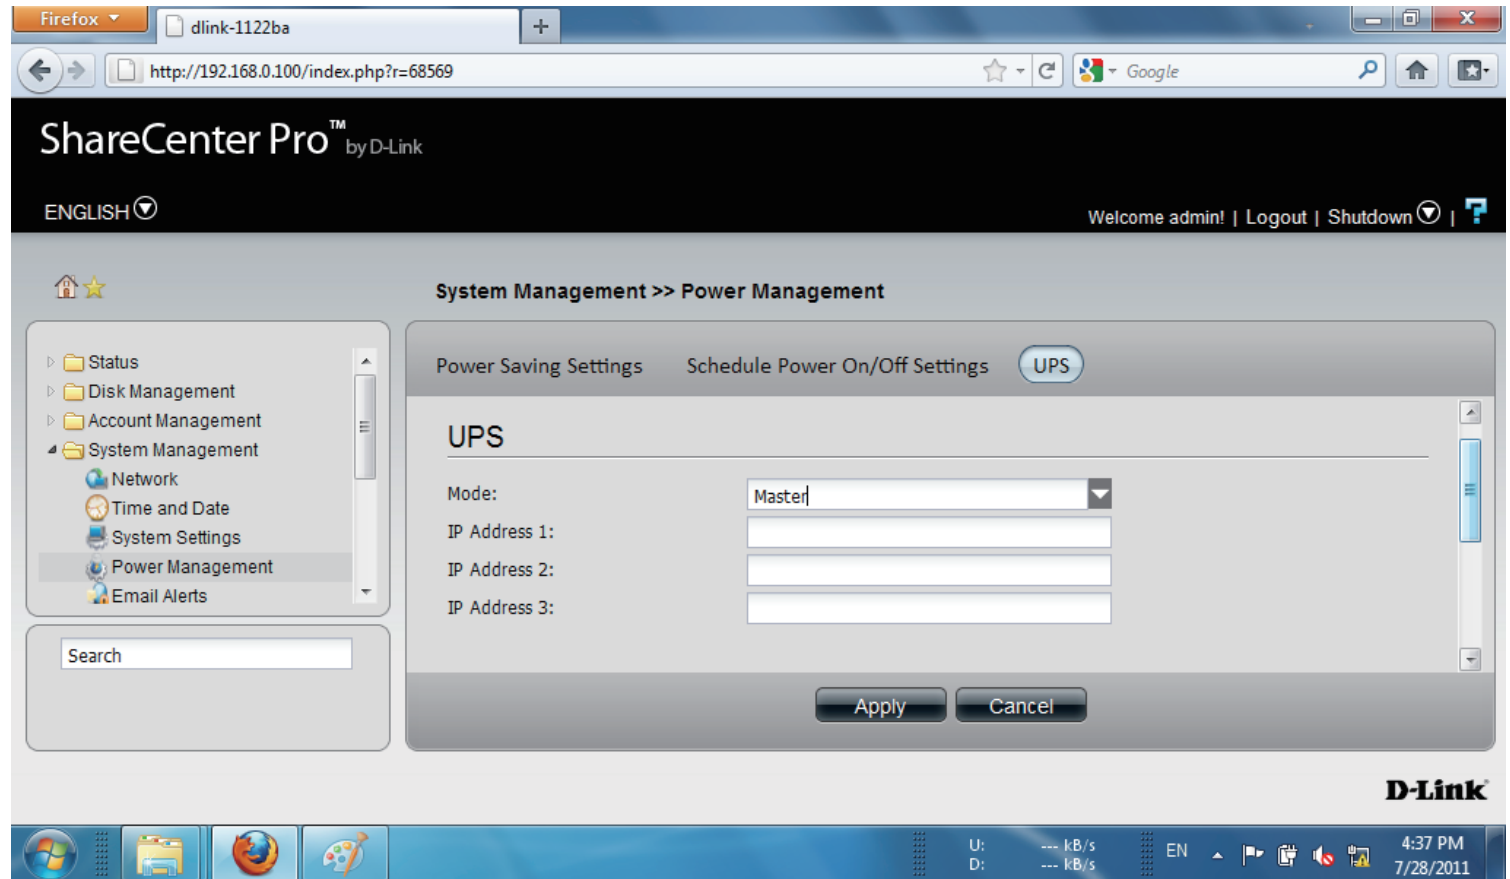 Firefox
dlink-1122ba
http://192.168.0.100/index.php?r=68569
Google
ShareCenter Pro™ by D-Link
ENGLISH
Welcome admin! | Logout | Shutdown | ?
System Management >> Power Management
Status
Disk Management
Account Management
System Management
Network
Time and Date
System Settings
Power Management
Email Alerts
Search
Power Saving Settings Schedule Power On/Off Settings UPS
UPS
Mode: Master
IP Address 1:
IP Address 2:
IP Address 3:
Apply Cancel
D-Link
U: --- kB/s
D: --- kB/s
EN
4:37 PM
7/28/2011